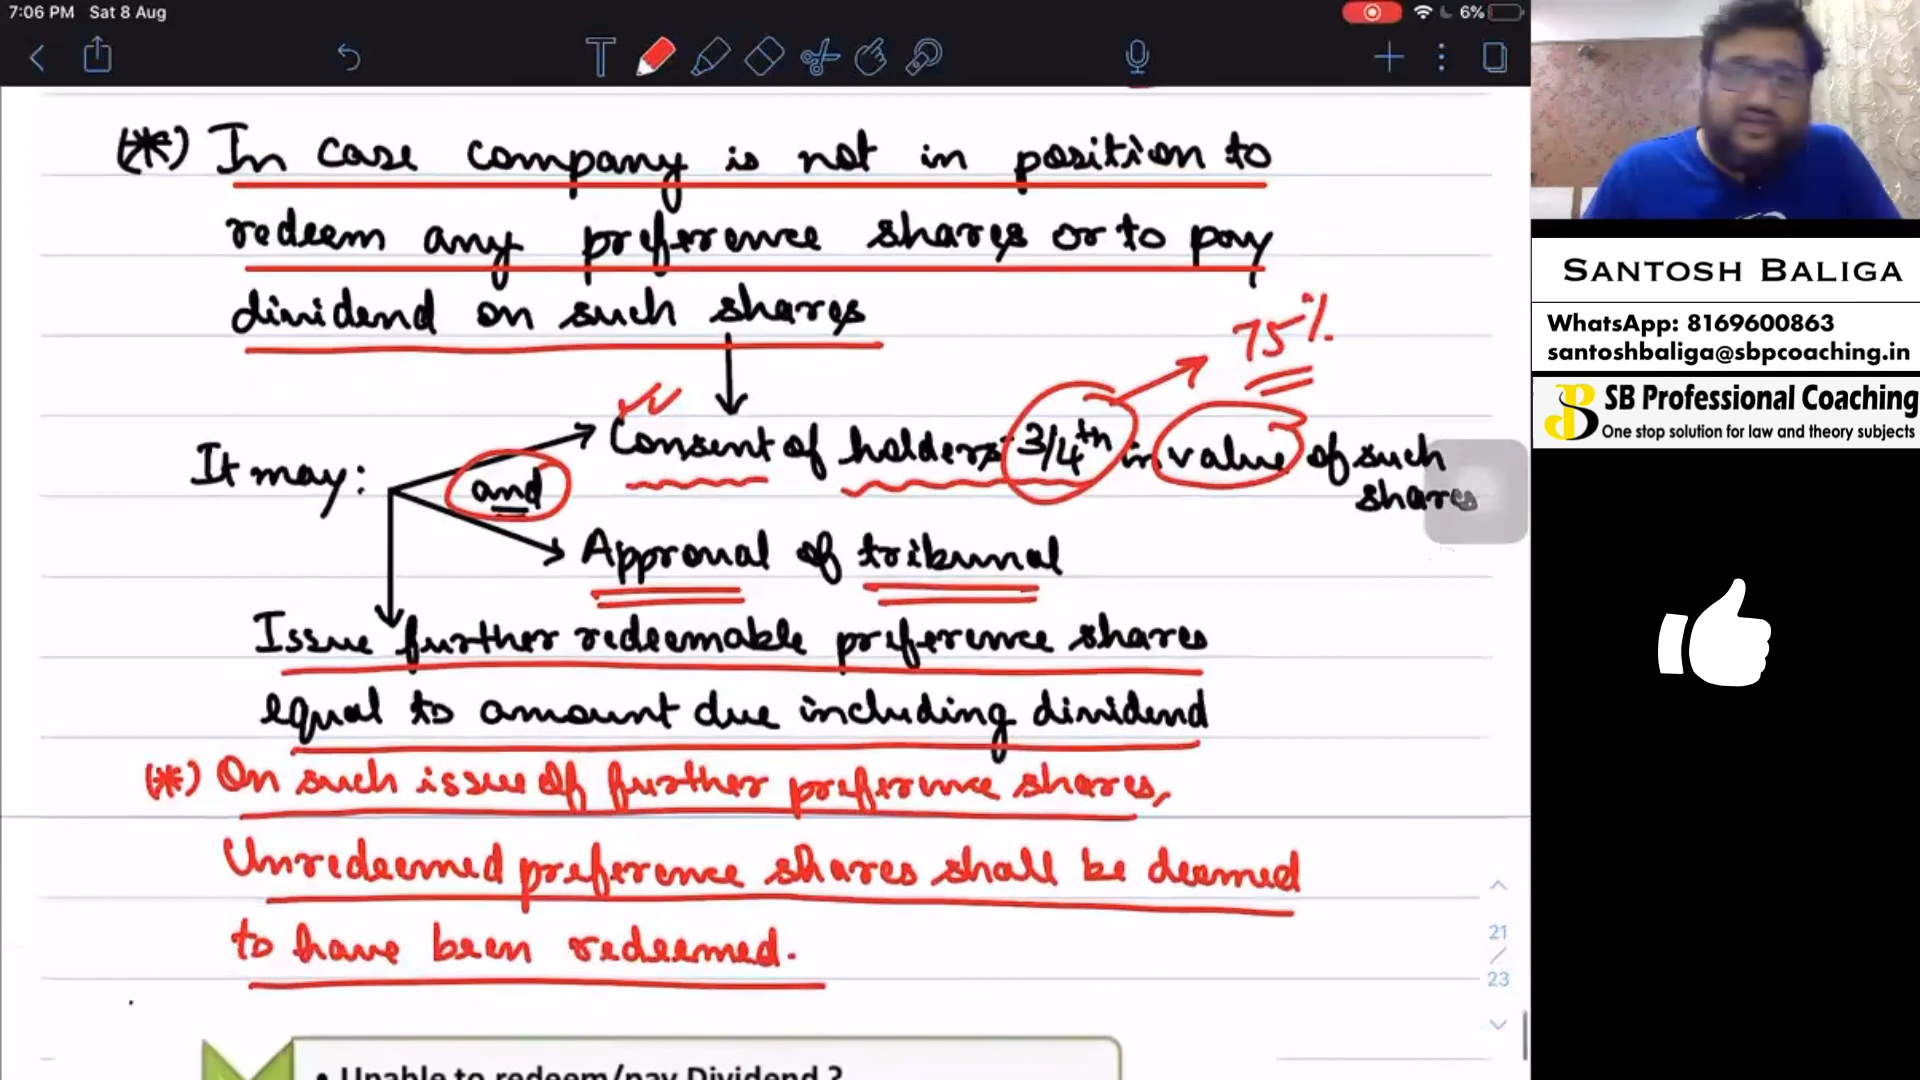 7:06 PM Sat 8 Aug
6%
(*) In case company is not in position to
redeem any preference shares or to pay
dividend on such shares
75%
It may:
and
Consent of holders 3/4th in value of such
shares
Approval of tribunal
Issue further redeemable preference shares
equal to amount due including dividend
(*) On such issue of further preference shares,
Unredeemed preference shares shall be deemed
to have been redeemed.
21
/
23
• Unable to redeem/pay Dividend ?
SANTOSH BALIGA
WhatsApp: 8169600863
santoshbaliga@sbpcoaching.in
SB Professional Coaching
One stop solution for law and theory subjects